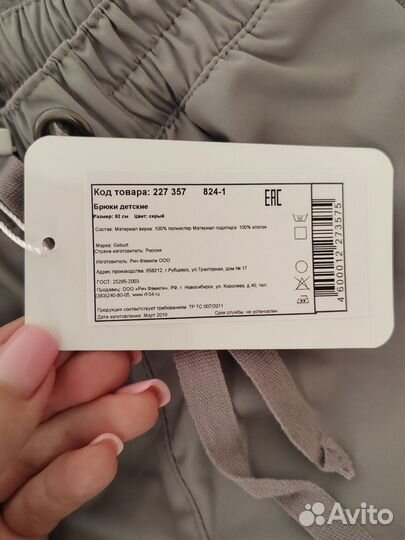 Код товара: 227 357 824-1
EAC
Брюки детские
Размер: 92 см Цвет: серый
Состав: Материал верха: 100% полиэстер Материал подклада: 100% хлопок
Марка: Geburt
Страна изготовитель: Россия
Изготовитель: Рич Фэмили ООО
Адрес производства: 658212 г.Рубцовск, ул.Тракторная, дом № 17
ГОСТ: 25295-2003
Продавец: ООО «Рич Фэмили», РФ, г. Новосибирск, ул. Королева, д.40, тел.
(383)240-80-05, www.rf-54.ru
Продукция соответствует требованиям: ТР ТС 007/2011
Дата изготовления: Март 2019 Срок службы: не установлен
4 600012 273575
Avito